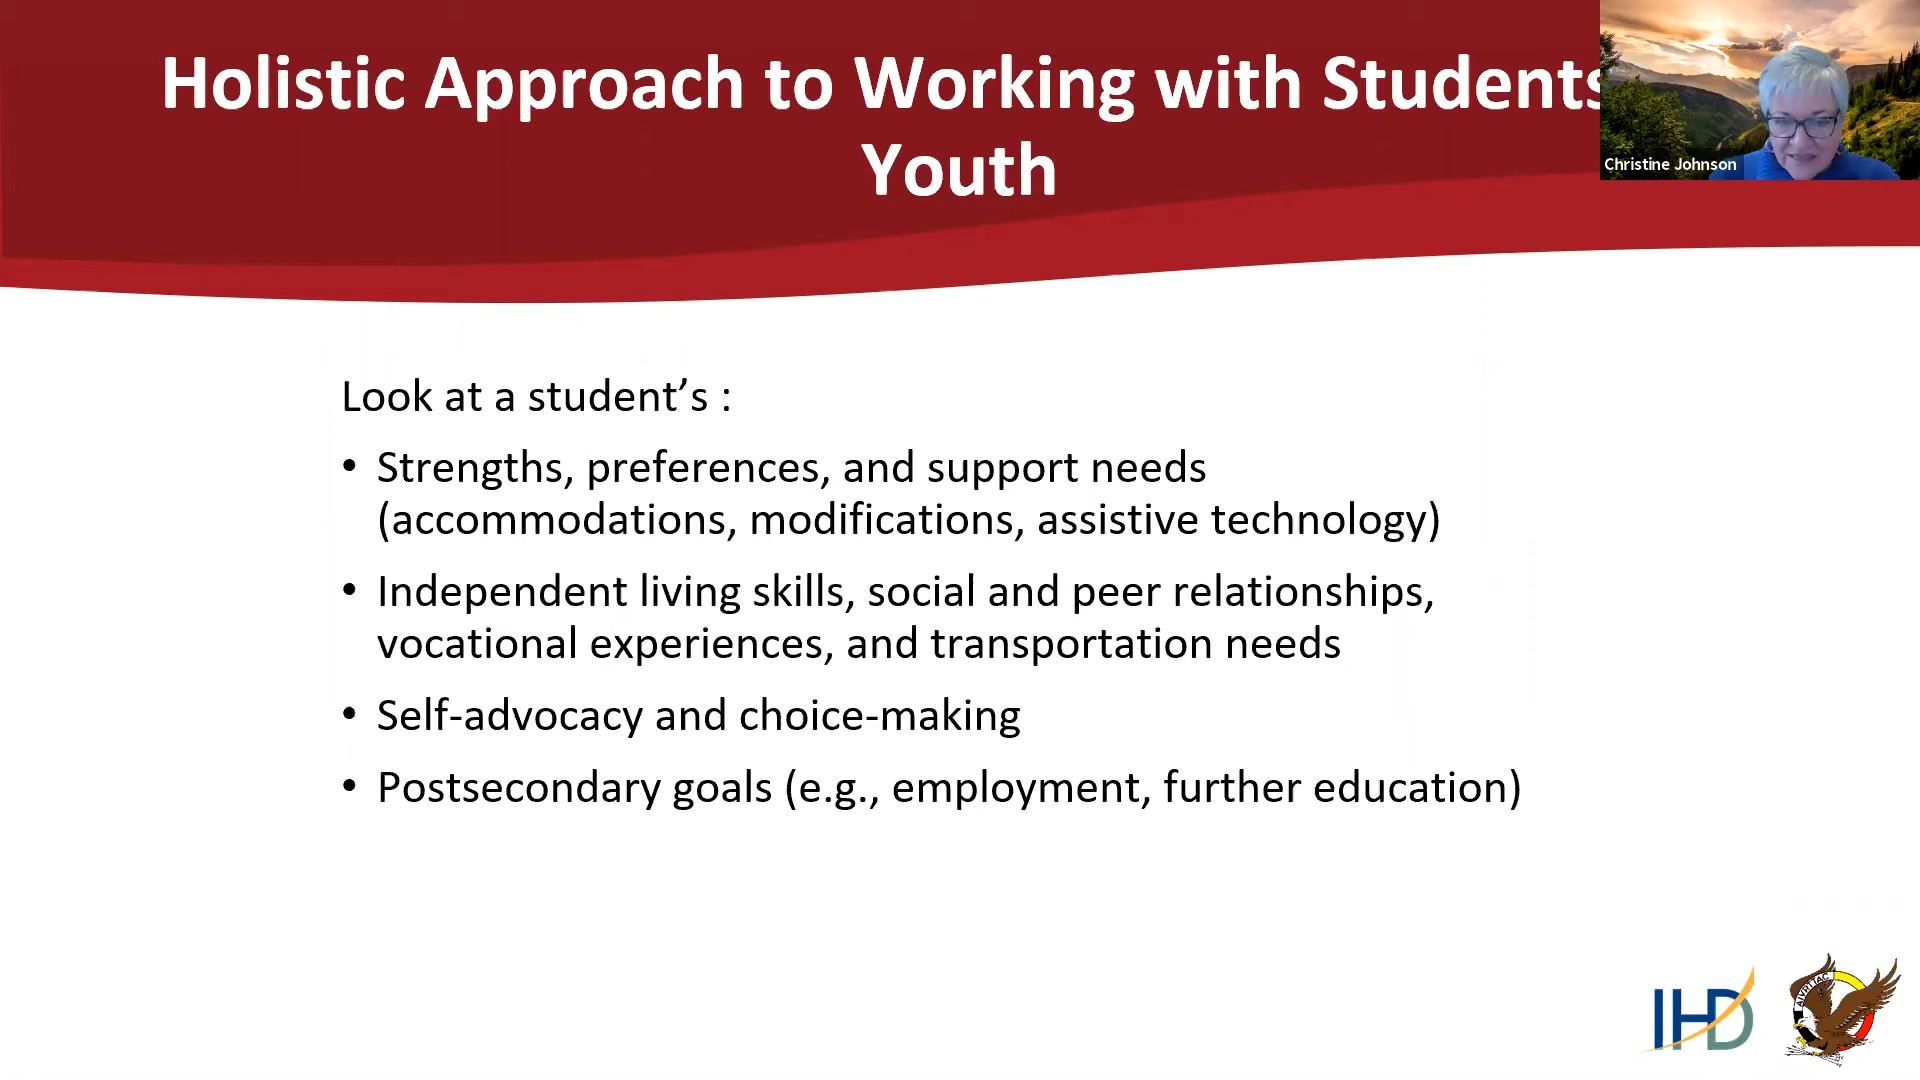 Holistic Approach to Working with Students
Youth
Christine Johnson
Look at a student’s :
• Strengths, preferences, and support needs
(accommodations, modifications, assistive technology)
• Independent living skills, social and peer relationships,
vocational experiences, and transportation needs
• Self-advocacy and choice-making
• Postsecondary goals (e.g., employment, further education)
IHD
AIVRTTAC